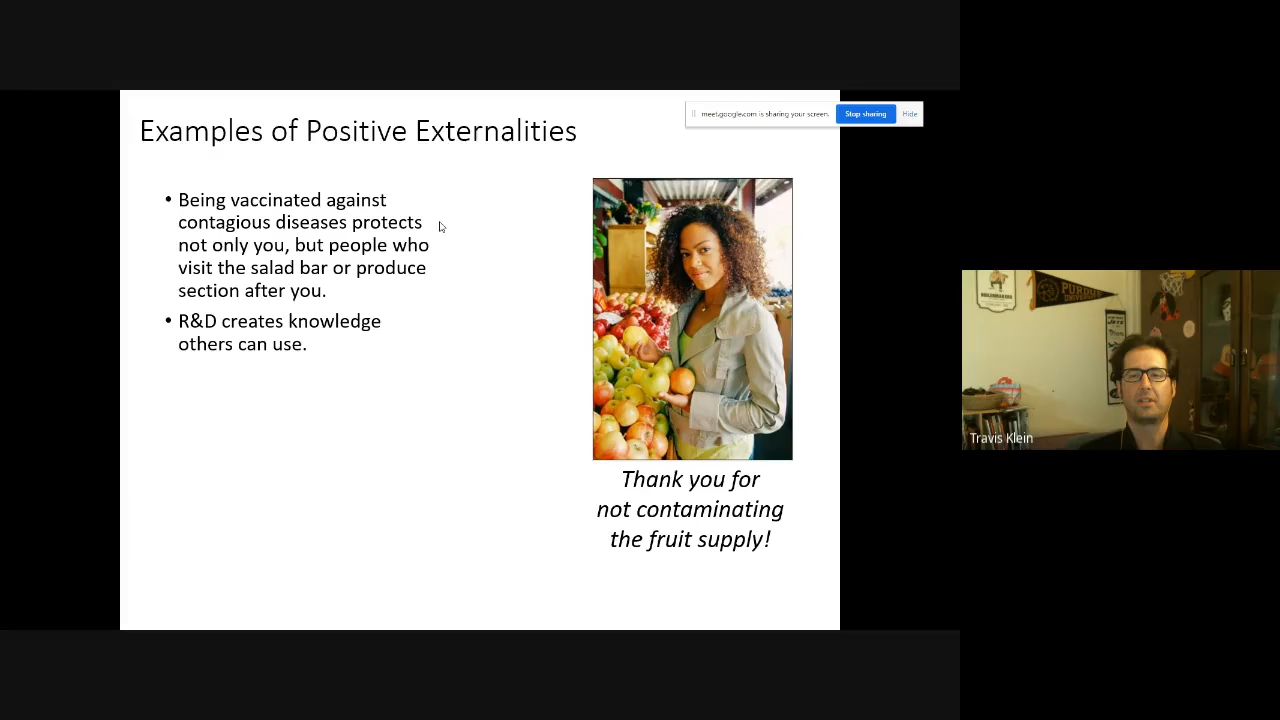 Examples of Positive Externalities
meet.google.com is sharing your screen.
Stop sharing
Hide
• Being vaccinated against
contagious diseases protects
not only you, but people who
visit the salad bar or produce
section after you.
• R&D creates knowledge
others can use.
Thank you for
not contaminating
the fruit supply!
PURDUE
UNIVERSITY
Travis Klein